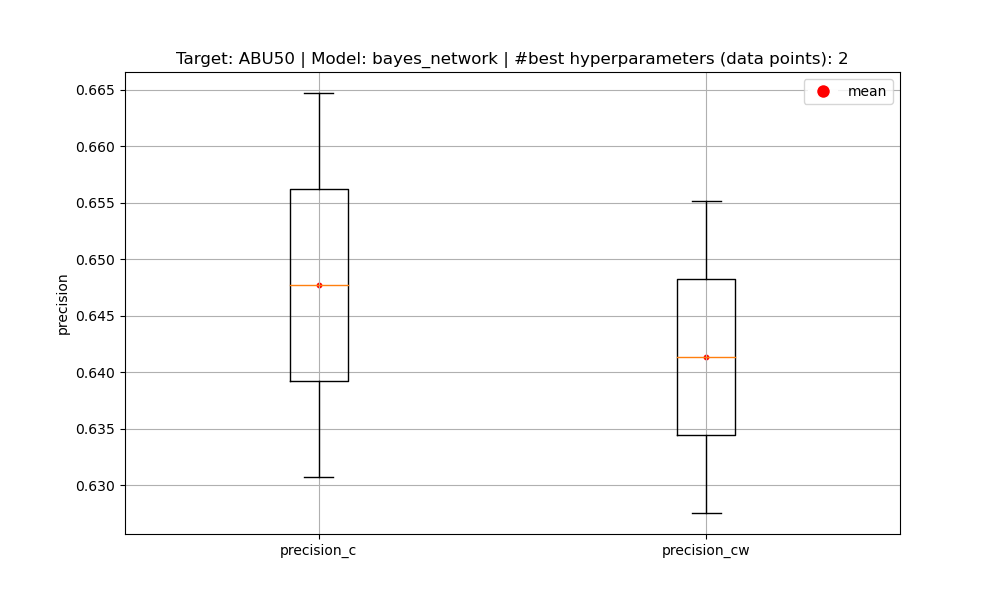 Target: ABU50 | Model: bayes_network | #best hyperparameters (data points): 2
mean
0.665
0.660
0.655
0.650
0.645
0.640
0.635
0.630
precision
precision_c
precision_cw